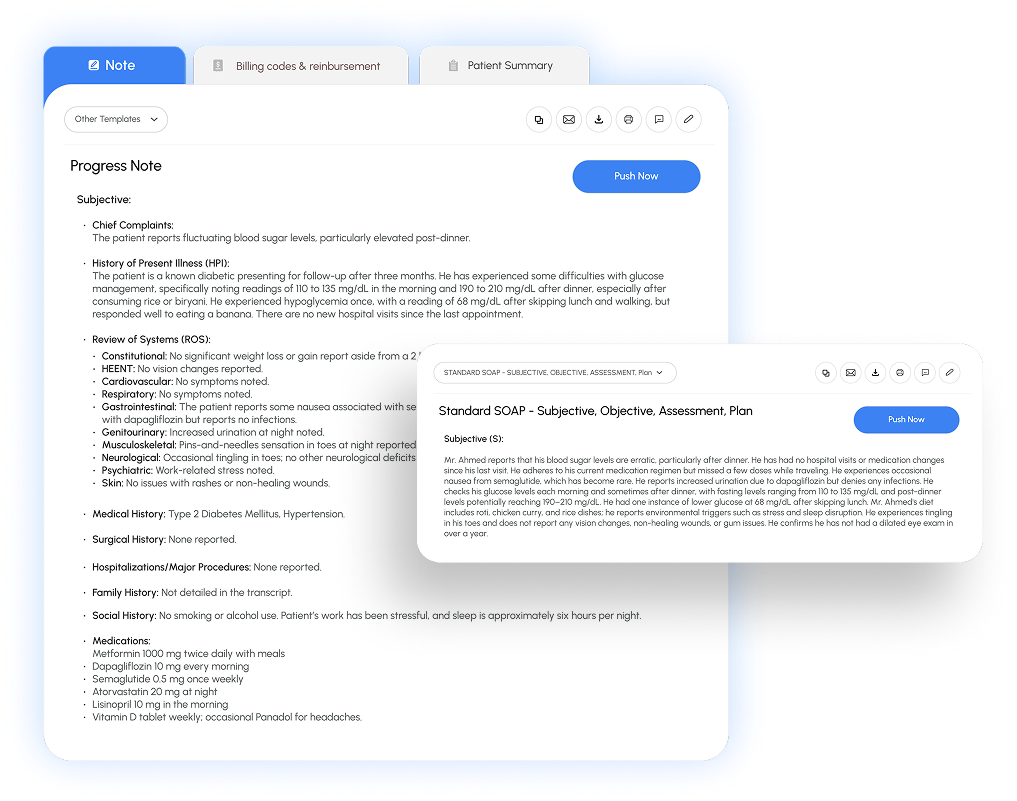 Note
Billing codes & reinbursement
Patient Summary
Other Templates
Progress Note
Push Now
Subjective:
· Chief Complaints:
The patient reports fluctuating blood sugar levels, particularly elevated post-dinner.
· History of Present Illness (HPI):
The patient is a known diabetic presenting for follow-up after three months. He has experienced some difficulties with glucose
management, specifically noting readings of 110 to 135 mg/dL in the morning and 190 to 210 mg/dL after dinner, especially after
consuming rice or biryani. He experienced hypoglycemia once, with a reading of 68 mg/dL after skipping lunch and walking, but
responded well to eating a banana. There are no new hospital visits since the last appointment.
· Review of Systems (ROS):
· Constitutional: No significant weight loss or gain report aside from a 2
· HEENT: No vision changes reported.
· Cardiovascular: No symptoms noted.
· Respiratory: No symptoms noted.
· Gastrointestinal: The patient reports some nausea associated with se
with dapagliflozin but reports no infections.
· Genitourinary: Increased urination at night noted.
· Musculoskeletal: Pins-and-needles sensation in toes at night reported
· Neurological: Occasional tingling in toes; no other neurological deficits
· Psychiatric: Work-related stress noted.
· Skin: No issues with rashes or non-healing wounds.
· Medical History: Type 2 Diabetes Mellitus, Hypertension.
· Surgical History: None reported.
· Hospitalizations/Major Procedures: None reported.
· Family History: Not detailed in the transcript.
· Social History: No smoking or alcohol use. Patient's work has been stressful, and sleep is approximately six hours per night.
· Medications:
Metformin 1000 mg twice daily with meals
· Dapagliflozin 10 mg every morning
· Semaglutide 0.5 mg once weekly
· Atorvastatin 20 mg at night
· Lisinopril 10 mg in the morning
· Vitamin D tablet weekly; occasional Panadol for headaches.
STANDARD SOAP - SUBJECTIVE, OBJECTIVE, ASSESSMENT, Plan
Standard SOAP - Subjective, Objective, Assessment, Plan
Push Now
Subjective (S):
Mr. Ahmed reports that his blood sugar levels are erratic, particularly after dinner. He has had no hospital visits or medication changes
since his last visit. He adheres to his current medication regimen but missed a few doses while traveling. He experiences occasional
nausea from semaglutide, which has become rare. He reports increased urination due to dapagliflozin but denies any infections. He
checks his glucose levels each morning and sometimes after dinner, with fasting levels ranging from 110 to 135 mg/dL and post-dinner
levels potentially reaching 190–210 mg/dL. He had one instance of lower glucose at 68 mg/dL after skipping lunch. Mr. Ahmed's diet
includes roti, chicken curry, and rice dishes; he reports environmental triggers such as stress and sleep disruption. He experiences tingling
in his toes and does not report any vision changes, non-healing wounds, or gum issues. He confirms he has not had a dilated eye exam in
over a year.